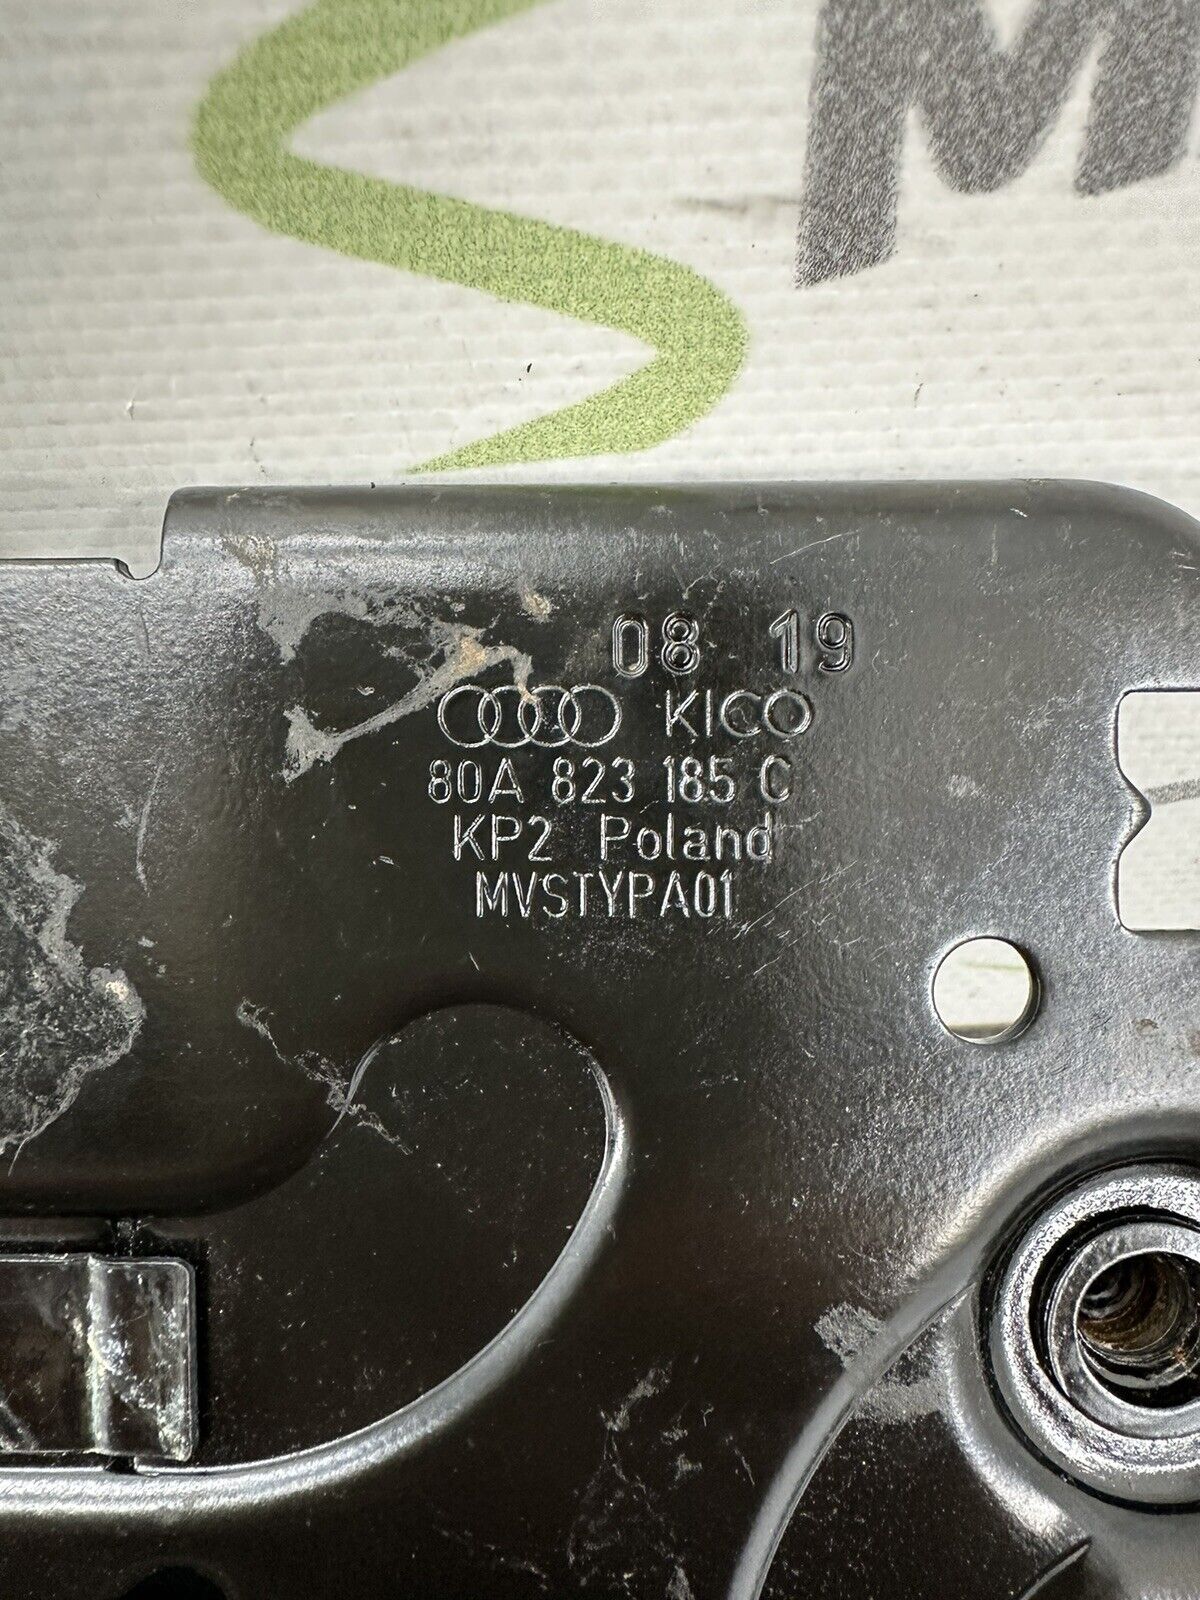 M
08 19
KICO
80A 823 185 C
KP2 Poland
MVSTYPA01